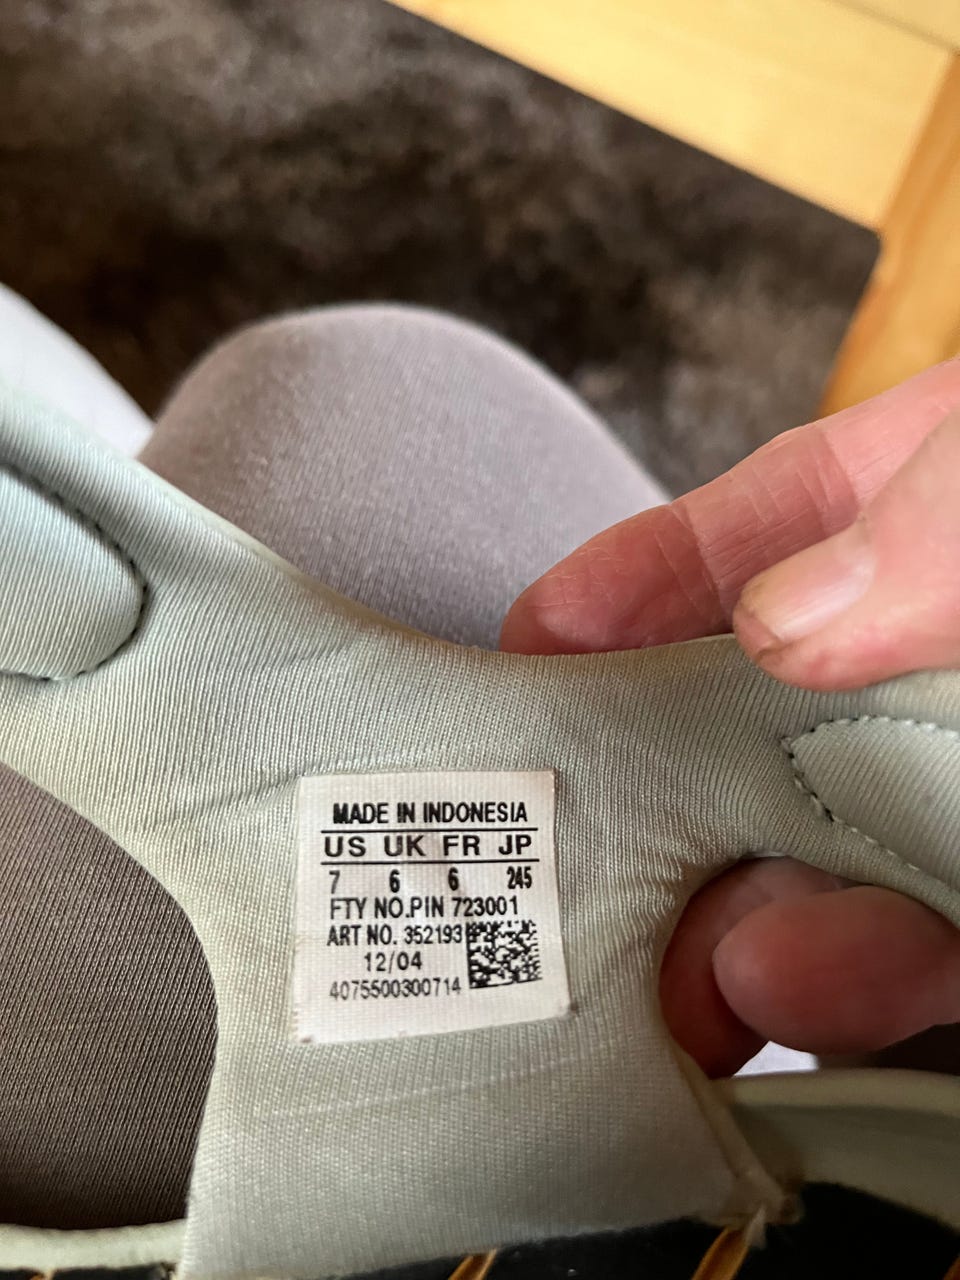 MADE IN INDONESIA
US UK FR JP
7 6 6 245
FTY NO.PIN 723001
ART NO. 352193
12/04
4075500300714